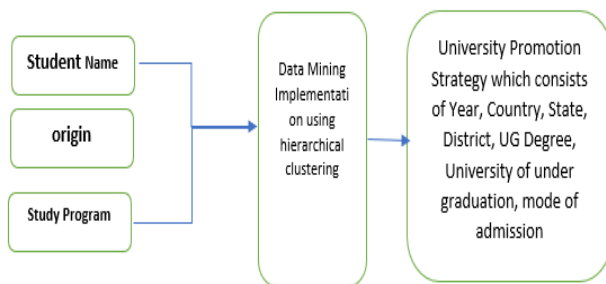 Student Name
origin
Study Program
Data Mining
Implementati
on using
hierarchical
clustering
University Promotion
Strategy which consists
of Year, Country, State,
District, UG Degree,
University of under
graduation, mode of
admission